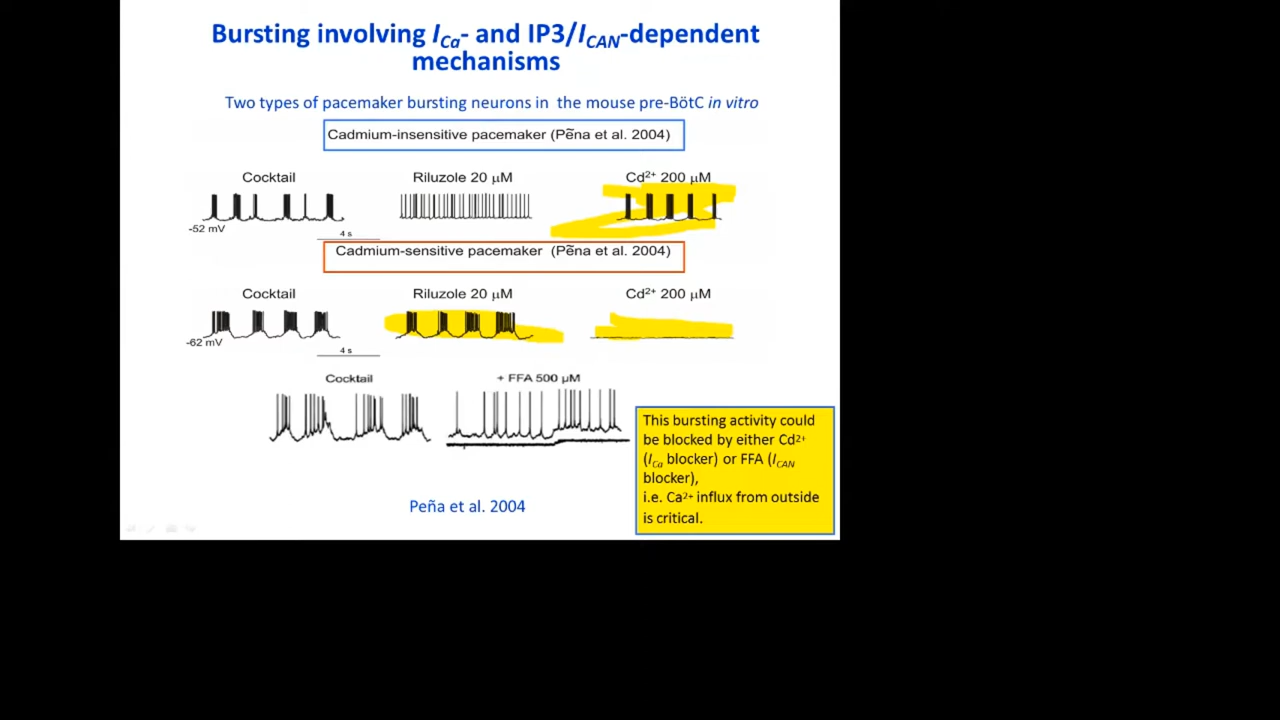 Bursting involving ICa- and IP3/ICAN-dependent
mechanisms
Two types of pacemaker bursting neurons in the mouse pre-BötC in vitro
Cadmium-insensitive pacemaker (Pẽna et al. 2004)
Cocktail Riluzole 20 µM Cd2+ 200 µM
-52 mV
4 s
Cadmium-sensitive pacemaker (Pẽna et al. 2004)
Cocktail Riluzole 20 µM Cd2+ 200 µM
-62 mV
4 s
Cocktail + FFA 500 µM
This bursting activity could
be blocked by either Cd2+
(ICa blocker) or FFA (ICAN
blocker),
i.e. Ca2+ influx from outside
is critical.
Peña et al. 2004